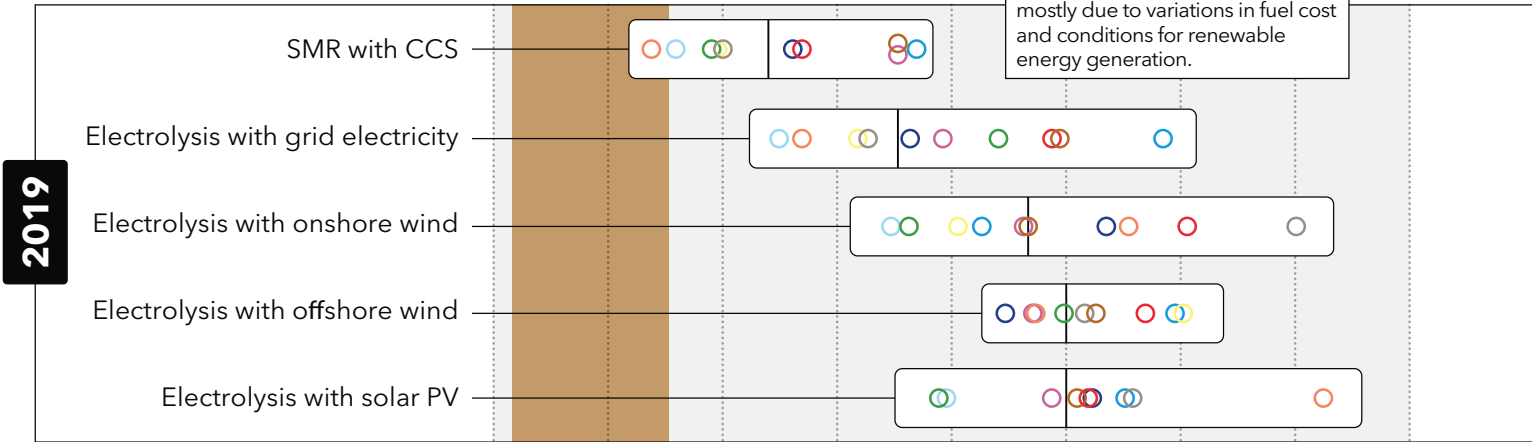 mostly due to variations in fuel cost
and conditions for renewable
energy generation.
SMR with CCS
Electrolysis with grid electricity
2019
Electrolysis with onshore wind
Electrolysis with offshore wind
Electrolysis with solar PV